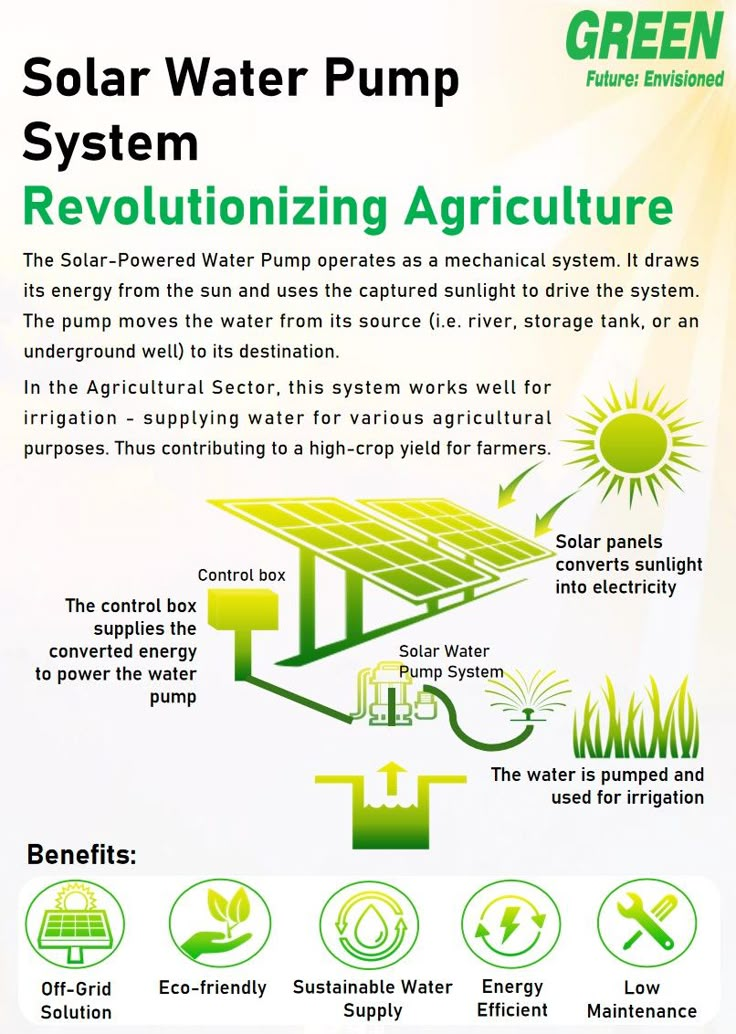 GREEN
Future: Envisioned
Solar Water Pump
System
Revolutionizing Agriculture
The Solar-Powered Water Pump operates as a mechanical system. It draws
its energy from the sun and uses the captured sunlight to drive the system.
The pump moves the water from its source (i.e. river, storage tank, or an
underground well) to its destination.
In the Agricultural Sector, this system works well for
irrigation - supplying water for various agricultural
purposes. Thus contributing to a high-crop yield for farmers.
Solar panels
converts sunlight
into electricity
Control box
The control box
supplies the
converted energy
to power the water
pump
Solar Water
Pump System
The water is pumped and
used for irrigation
Benefits:
Off-Grid
Solution
Eco-friendly
Sustainable Water
Supply
Energy
Efficient
Low
Maintenance